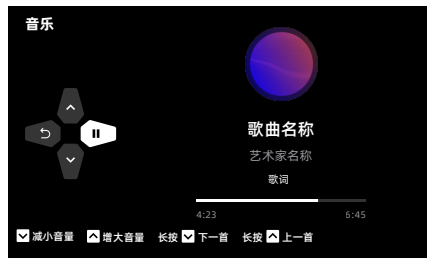 音乐
歌曲名称
艺术家名称
歌词
4:23 6:45
减小音量 增大音量 长按 下一首 长按 上一首